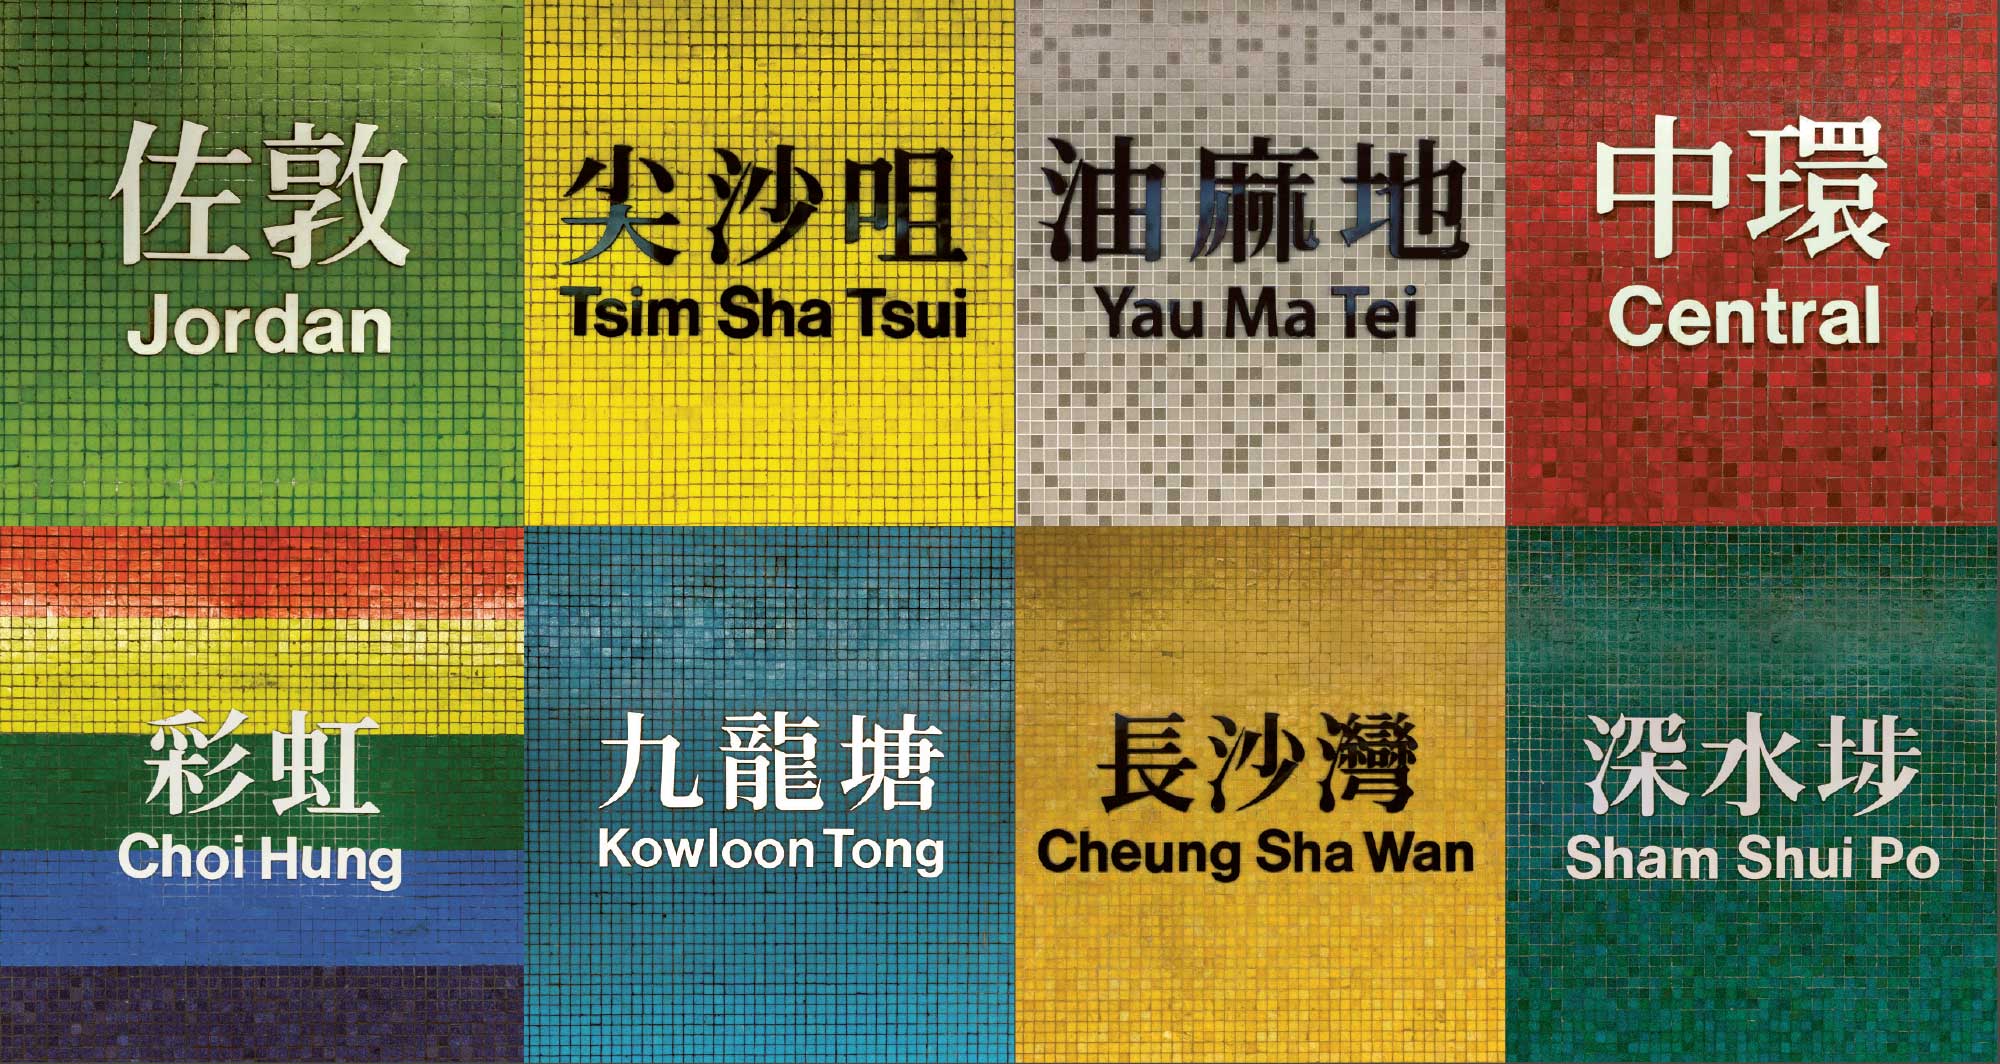 佐敦
Jordan
尖沙咀
Tsim Sha Tsui
油麻地
Yau Ma Tei
中環
Central
彩虹
Choi Hung
九龍塘
Kowloon Tong
長沙灣
Cheung Sha Wan
深水埗
Sham Shui Po